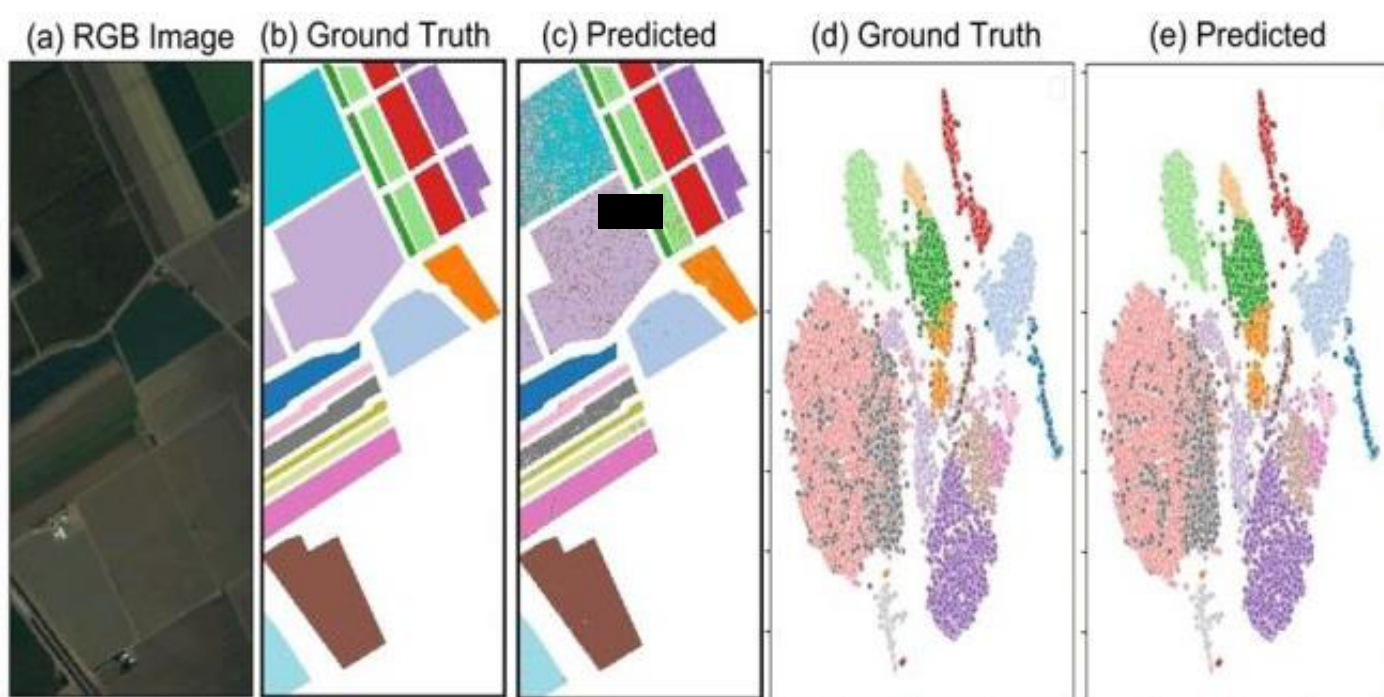 (a) RGB Image
(b) Ground Truth
(c) Predicted
(d) Ground Truth
(e) Predicted